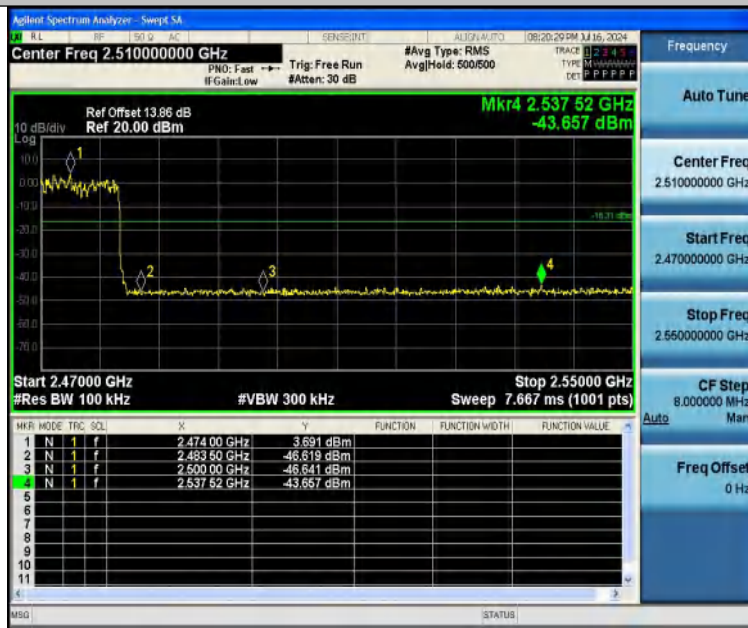 Agilent Spectrum Analyzer - Swept SA
RL RF 50 Ω AC SENSE:INT ALIGN AUTO 08:20:29 PM Jul 16, 2024
Center Freq 2.510000000 GHz
PNO: Fast
IFGain:Low
Trig: Free Run
#Atten: 30 dB
#Avg Type: RMS
Avg|Hold: 500/500
TRACE 1 2 3 4 5
TYPE M
DET P P P P P P
Mkr4 2.537 52 GHz
-43.657 dBm
Ref Offset 13.86 dB
10 dB/div Ref 20.00 dBm
Log
10.0
0.00
-10.0
-20.0
-30.0
-40.0
-50.0
-60.0
-70.0
1
2
3
4
-16.31 dBm
Start 2.47000 GHz Stop 2.55000 GHz
#Res BW 100 kHz #VBW 300 kHz Sweep 7.667 ms (1001 pts)
MKR MODE TRC SCL X Y FUNCTION FUNCTION WIDTH FUNCTION VALUE
1 N 1 f 2.474 00 GHz 3.691 dBm
2 N 1 f 2.483 50 GHz -46.619 dBm
3 N 1 f 2.500 00 GHz -46.641 dBm
4 N 1 f 2.537 52 GHz -43.657 dBm
5
6
7
8
9
10
11
MSG STATUS
Frequency
Auto Tune
Center Freq
2.510000000 GHz
Start Freq
2.470000000 GHz
Stop Freq
2.550000000 GHz
CF Step
8.000000 MHz
Auto Man
Freq Offset
0 Hz